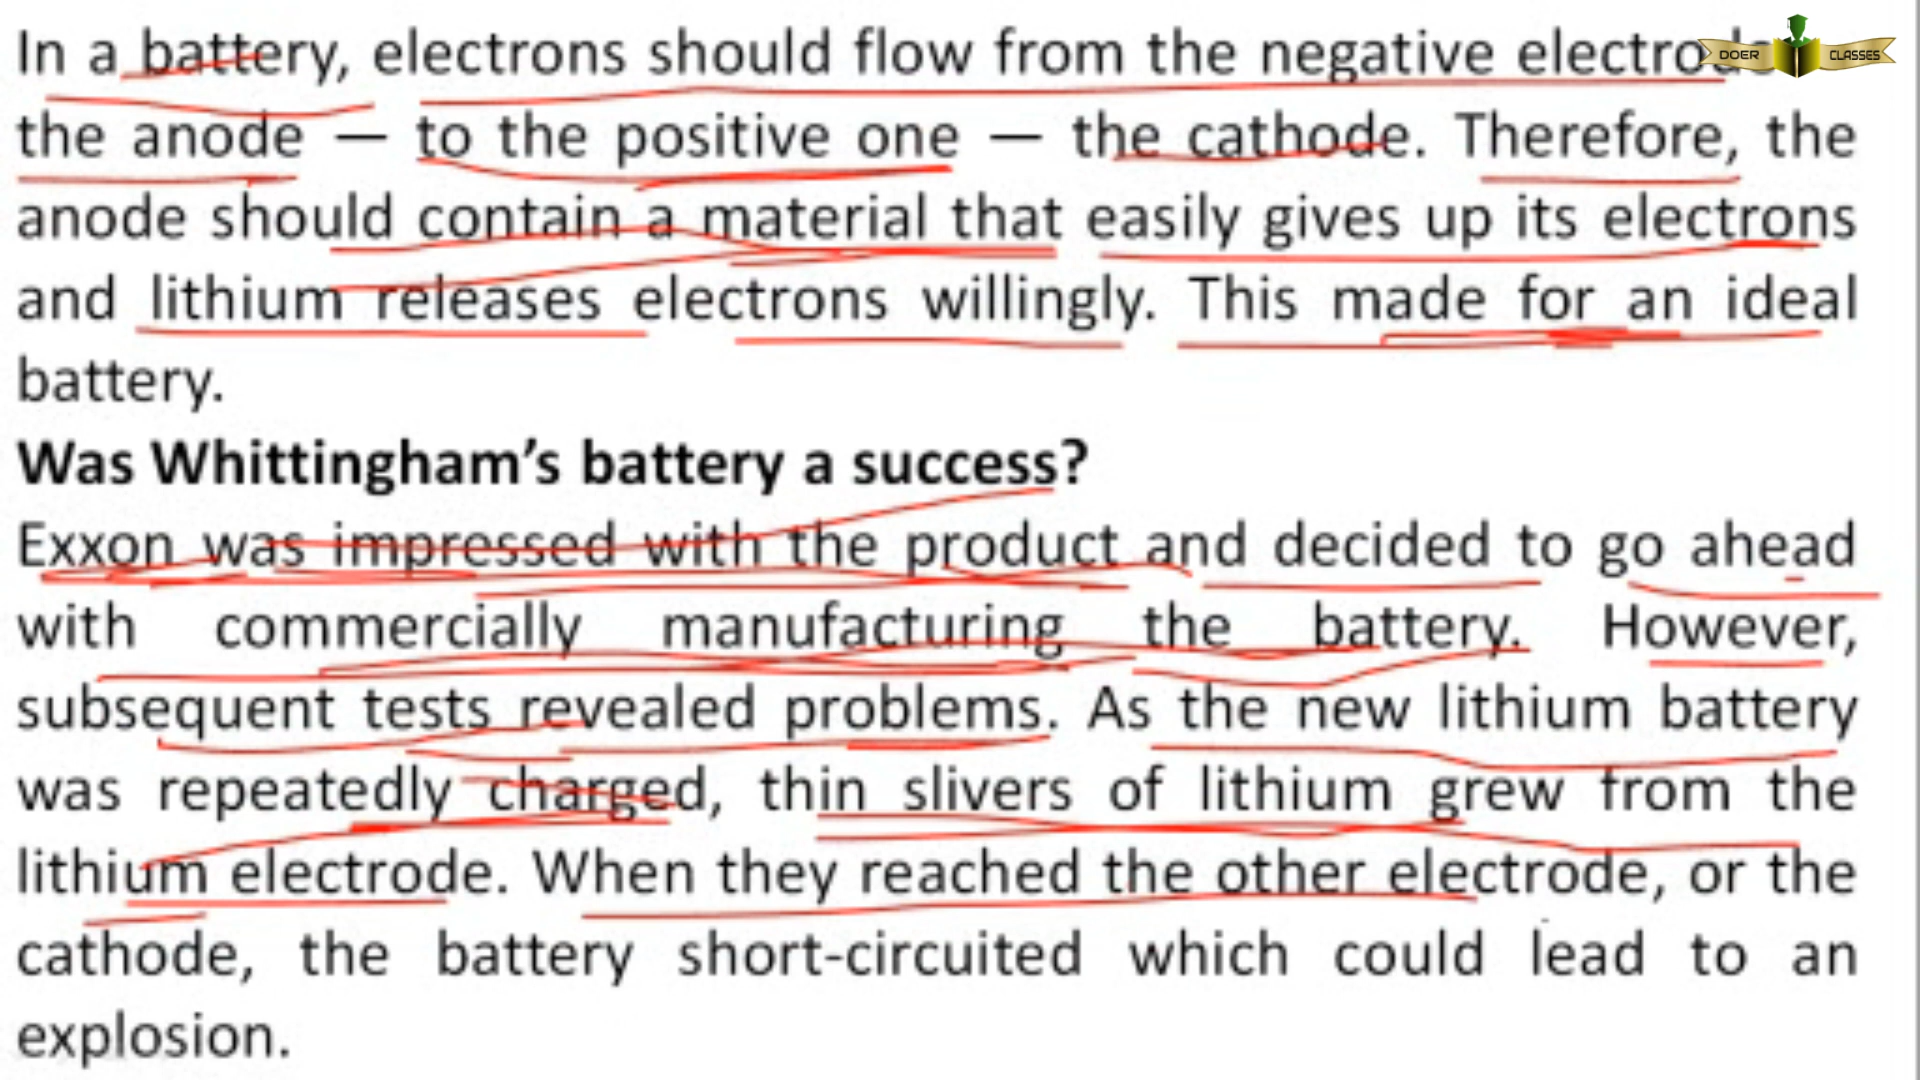 In a battery, electrons should flow from the negative electrode
DOER CLASSES
the anode — to the positive one — the cathode. Therefore, the
anode should contain a material that easily gives up its electrons
and lithium releases electrons willingly. This made for an ideal
battery.
Was Whittingham’s battery a success?
Exxon was impressed with the product and decided to go ahead
with commercially manufacturing the battery. However,
subsequent tests revealed problems. As the new lithium battery
was repeatedly charged, thin slivers of lithium grew from the
lithium electrode. When they reached the other electrode, or the
cathode, the battery short-circuited which could lead to an
explosion.